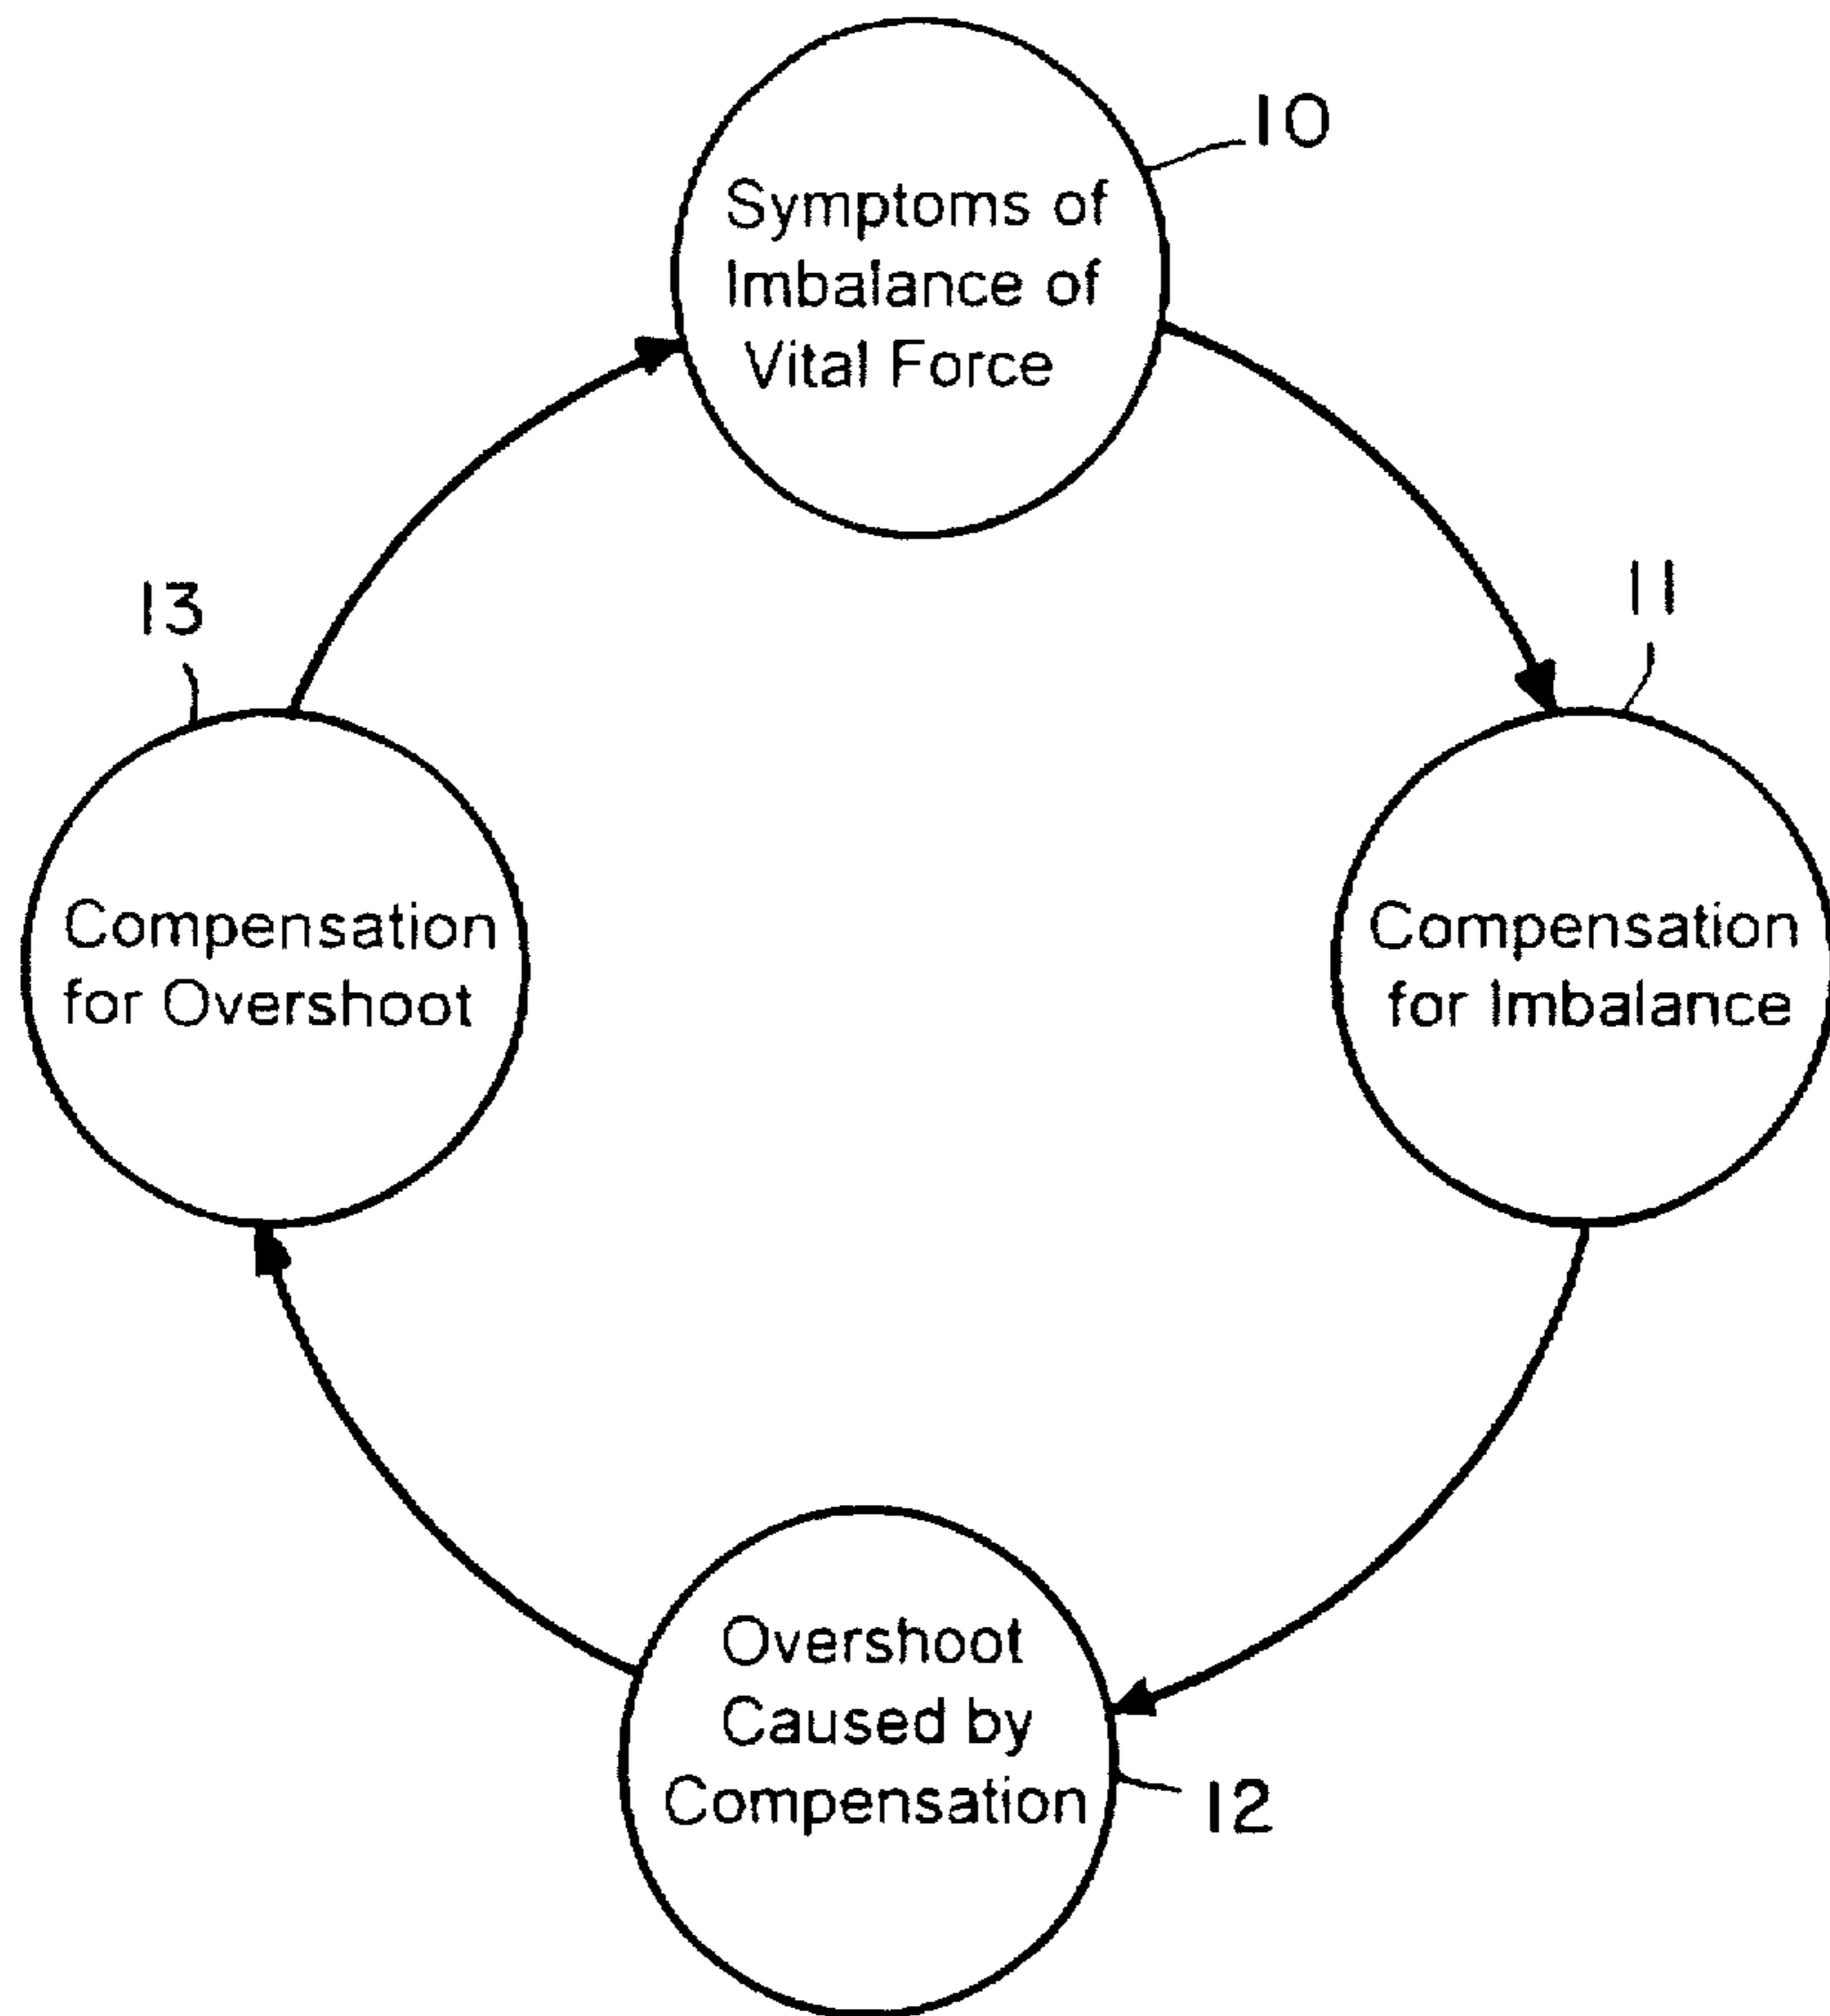 10
Symptoms of
Imbalance of
Vital Force
11
Compensation
for Imbalance
12
Overshoot
Caused by
Compensation
13
Compensation
for Overshoot